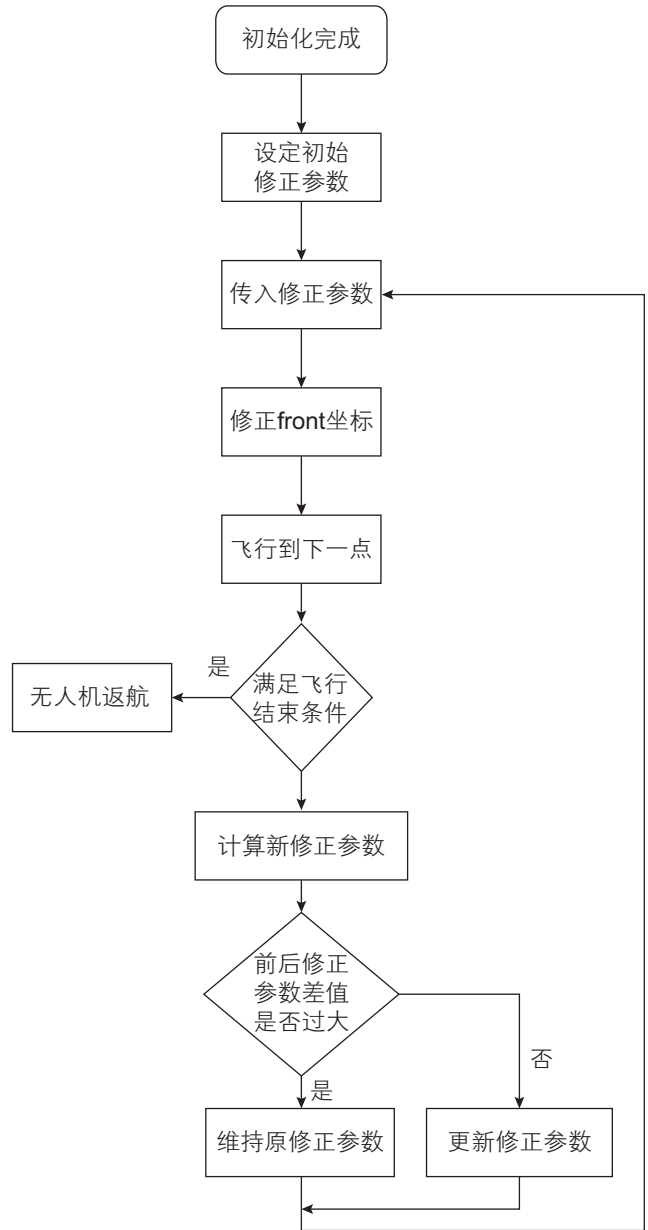 初始化完成
设定初始
修正参数
传入修正参数
修正front坐标
飞行到下一点
是
无人机返航
满足飞行
结束条件
计算新修正参数
前后修正
参数差值
是否过大
否
是
维持原修正参数
更新修正参数